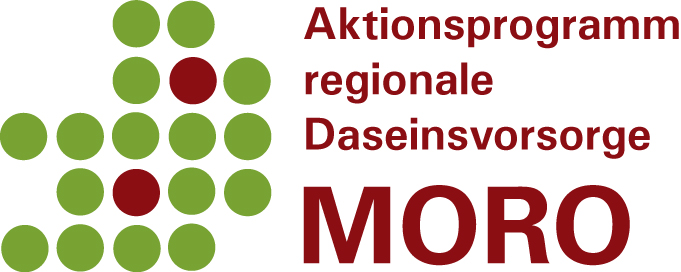 Aktionsprogramm
regionale
Daseinsvorsorge
MORO